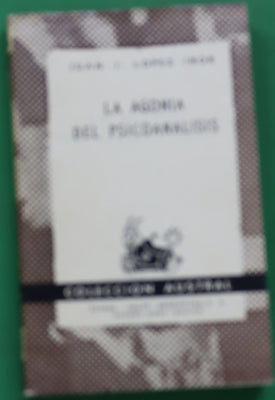 JUAN J. LOPEZ IBOR
LA AGONIA
DEL PSICOANALISIS
COLECCION AUSTRAL